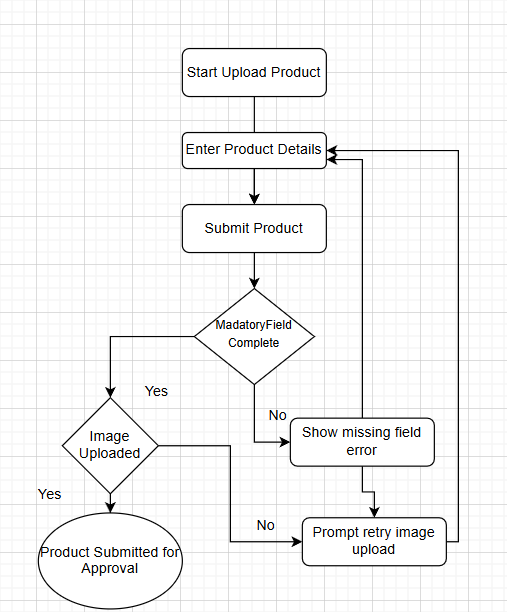 Start Upload Product
Enter Product Details
Submit Product
MadatoryField
Complete
Yes
No
Show missing field
error
Image
Uploaded
Yes
No
Prompt retry image
upload
Product Submitted for
Approval